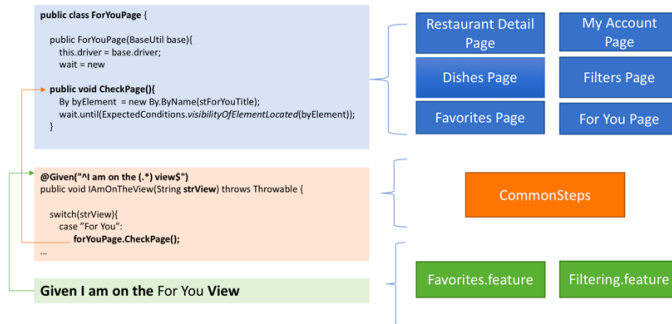 public class ForYouPage {
public ForYouPage(BaseUtil base){
this.driver = base.driver;
wait = new
public void CheckPage(){
By byElement  = new By.ByName(stForYouTitle);
wait.until(ExpectedConditions.visibilityOfElementLocated(byElement));
}
@Given("^I am on the (.*) view$")
public void IAmOnTheView(String strView) throws Throwable {
switch(strView){
case "For You":
forYouPage.CheckPage();
...
Given I am on the For You View
Restaurant Detail
Page
My Account
Page
Dishes Page
Filters Page
Favorites Page
For You Page
CommonSteps
Favorites.feature
Filtering.feature